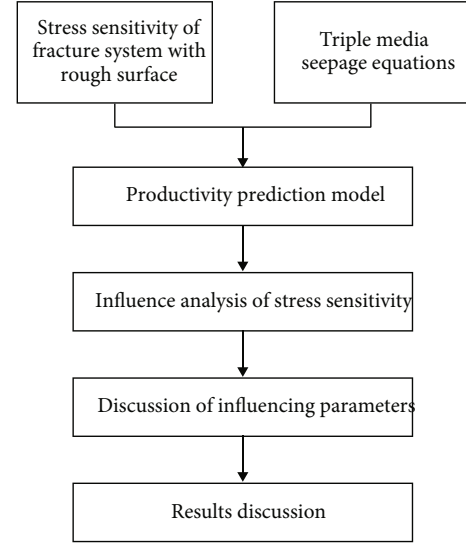 Stress sensitivity of
fracture system with
rough surface
Triple media
seepage equations
Productivity prediction model
Influence analysis of stress sensitivity
Discussion of influencing parameters
Results discussion